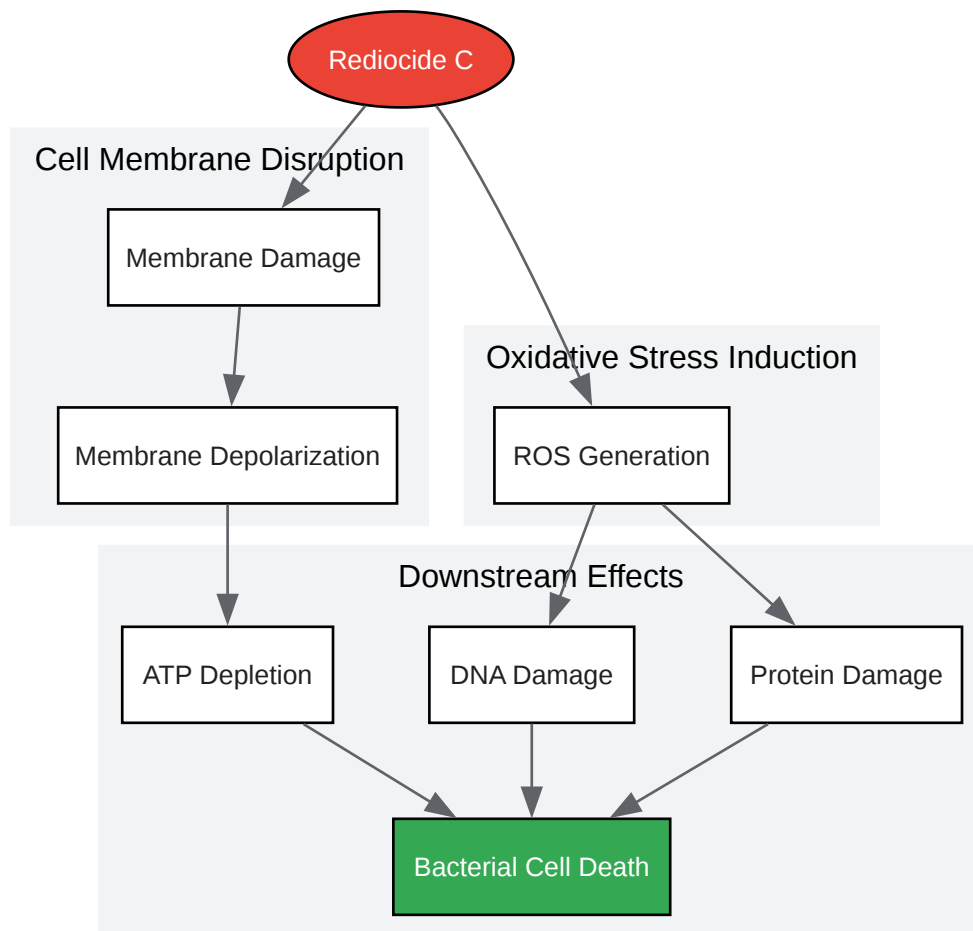 Rediocide C
Cell Membrane Disruption
Membrane Damage
Oxidative Stress Induction
Membrane Depolarization
ROS Generation
Downstream Effects
ATP Depletion
DNA Damage
Protein Damage
Bacterial Cell Death